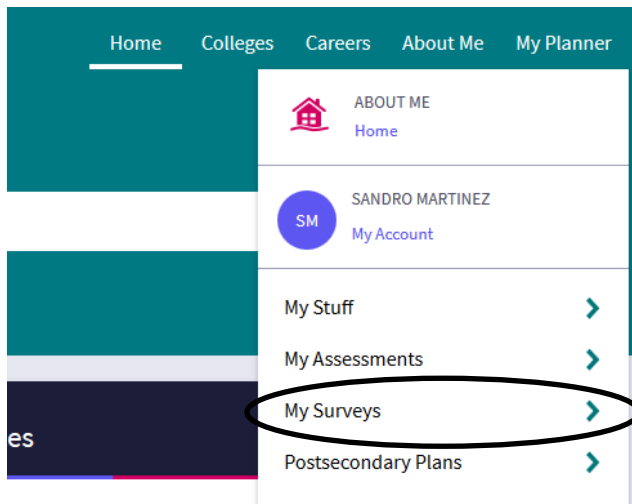 Home Colleges Careers About Me My Planner
ABOUT ME
Home
SANDRO MARTINEZ
SM
My Account
My Stuff
My Assessments
My Surveys
es
Postsecondary Plans